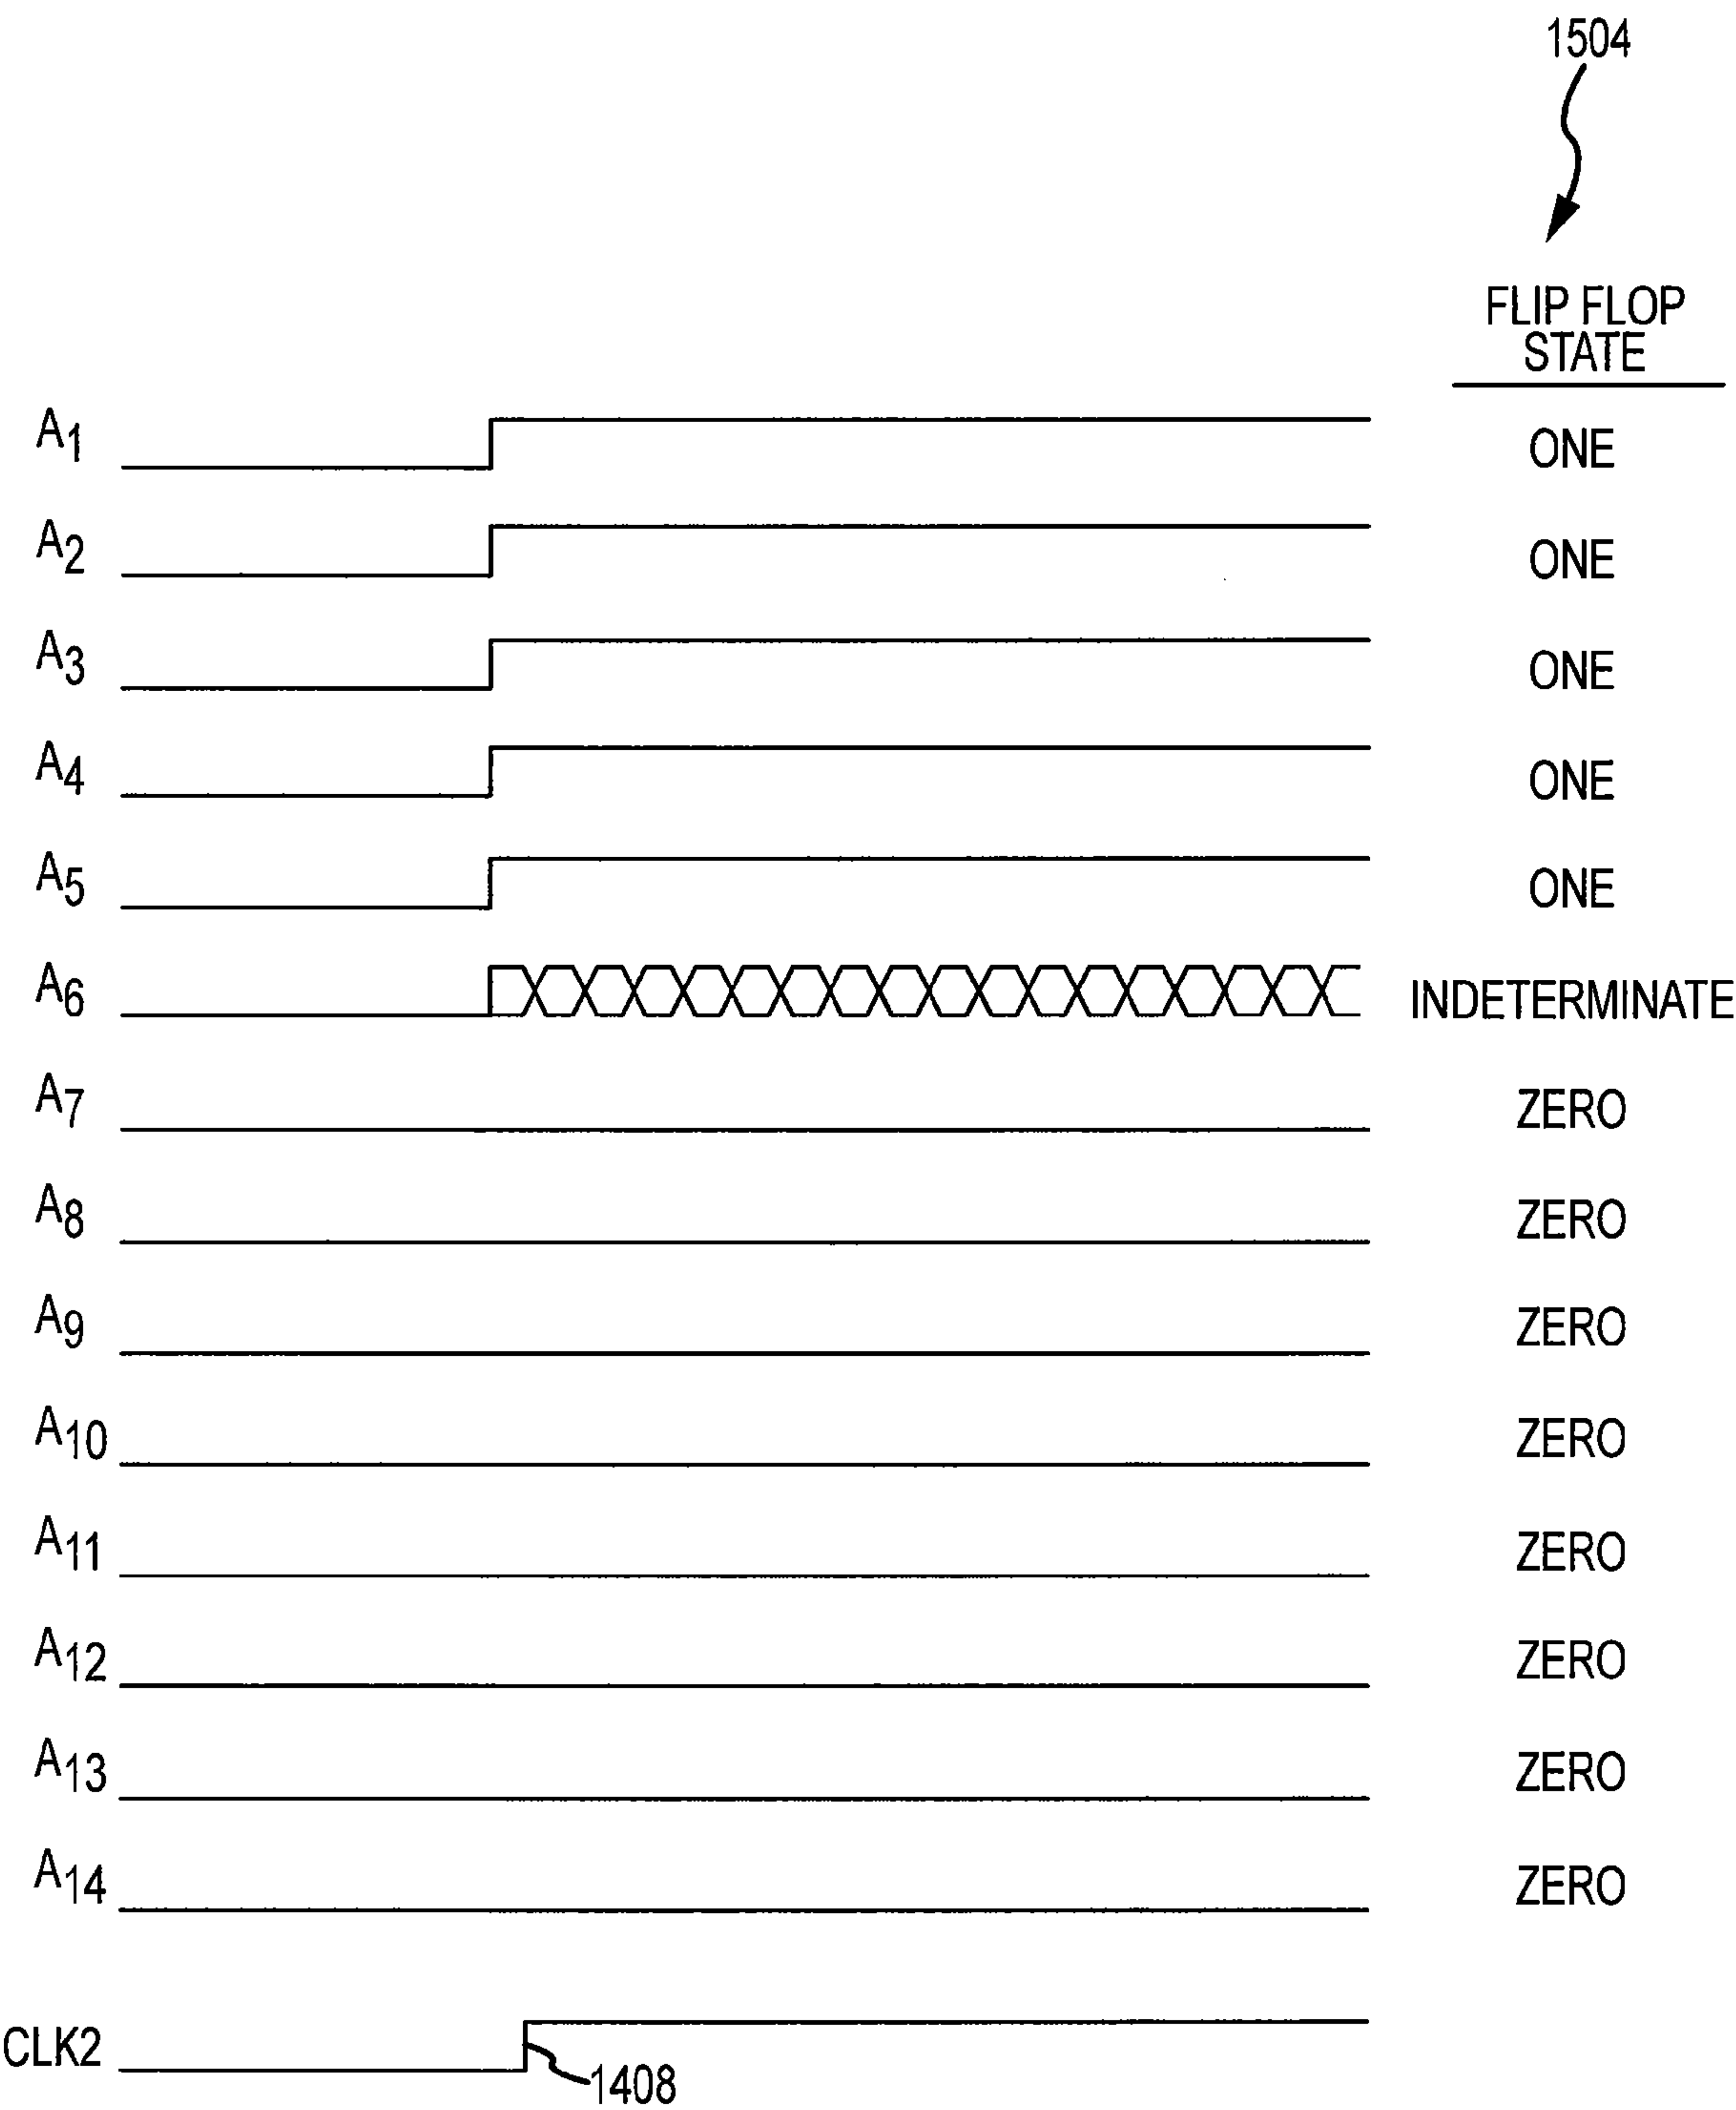 1504
FLIP FLOP
STATE
A1 ONE
A2 ONE
A3 ONE
A4 ONE
A5 ONE
A6 INDETERMINATE
A7 ZERO
A8 ZERO
A9 ZERO
A10 ZERO
A11 ZERO
A12 ZERO
A13 ZERO
A14 ZERO
CLK2
1408